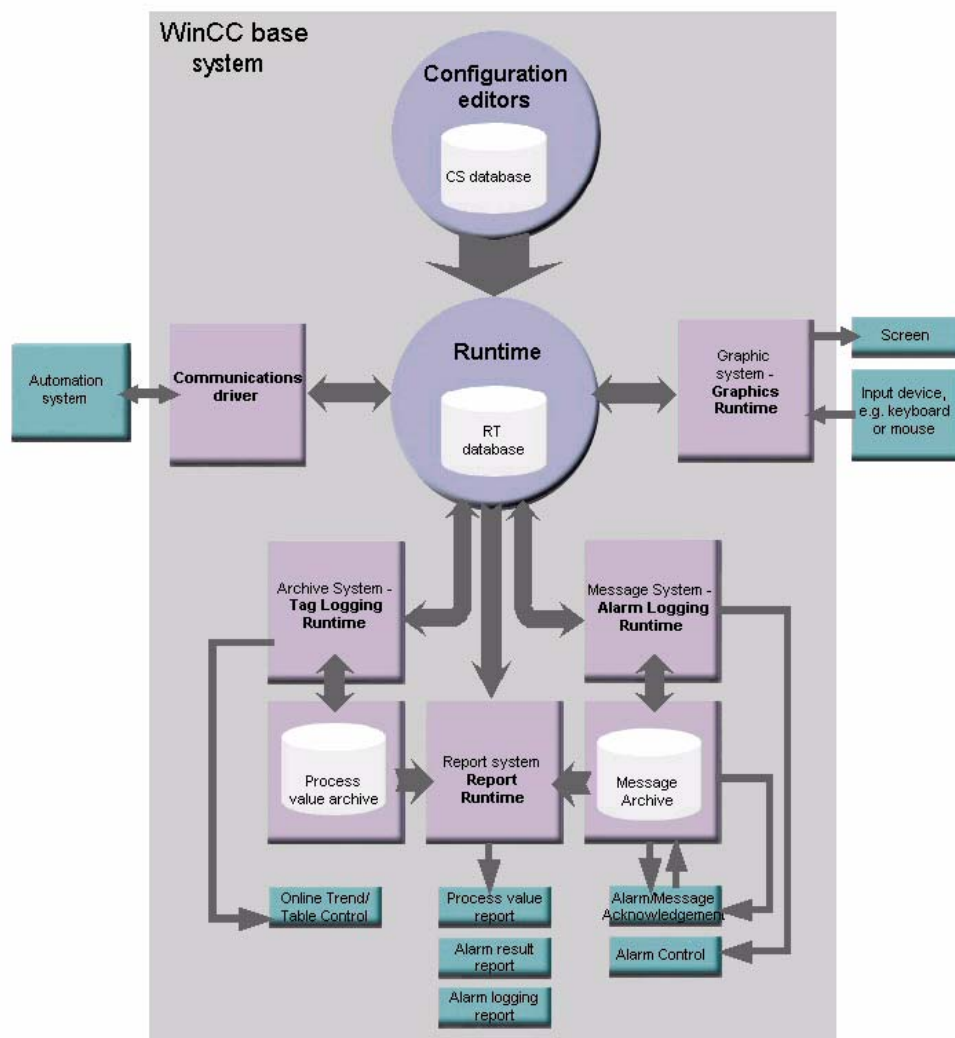 WinCC base
system
Configuration
editors
CS database
Automation
system
Communications
driver
Runtime
RT
database
Graphic
system -
Graphics
Runtime
Screen
Input device,
e.g. keyboard
or mouse
Archive System -
Tag Logging
Runtime
Message System -
Alarm Logging
Runtime
Process
value archive
Report system
Report
Runtime
Message
Archive
Online Trend/
Table Control
Process value
report
Alarm/Message
Acknowledgement
Alarm result
report
Alarm Control
Alarm logging
report